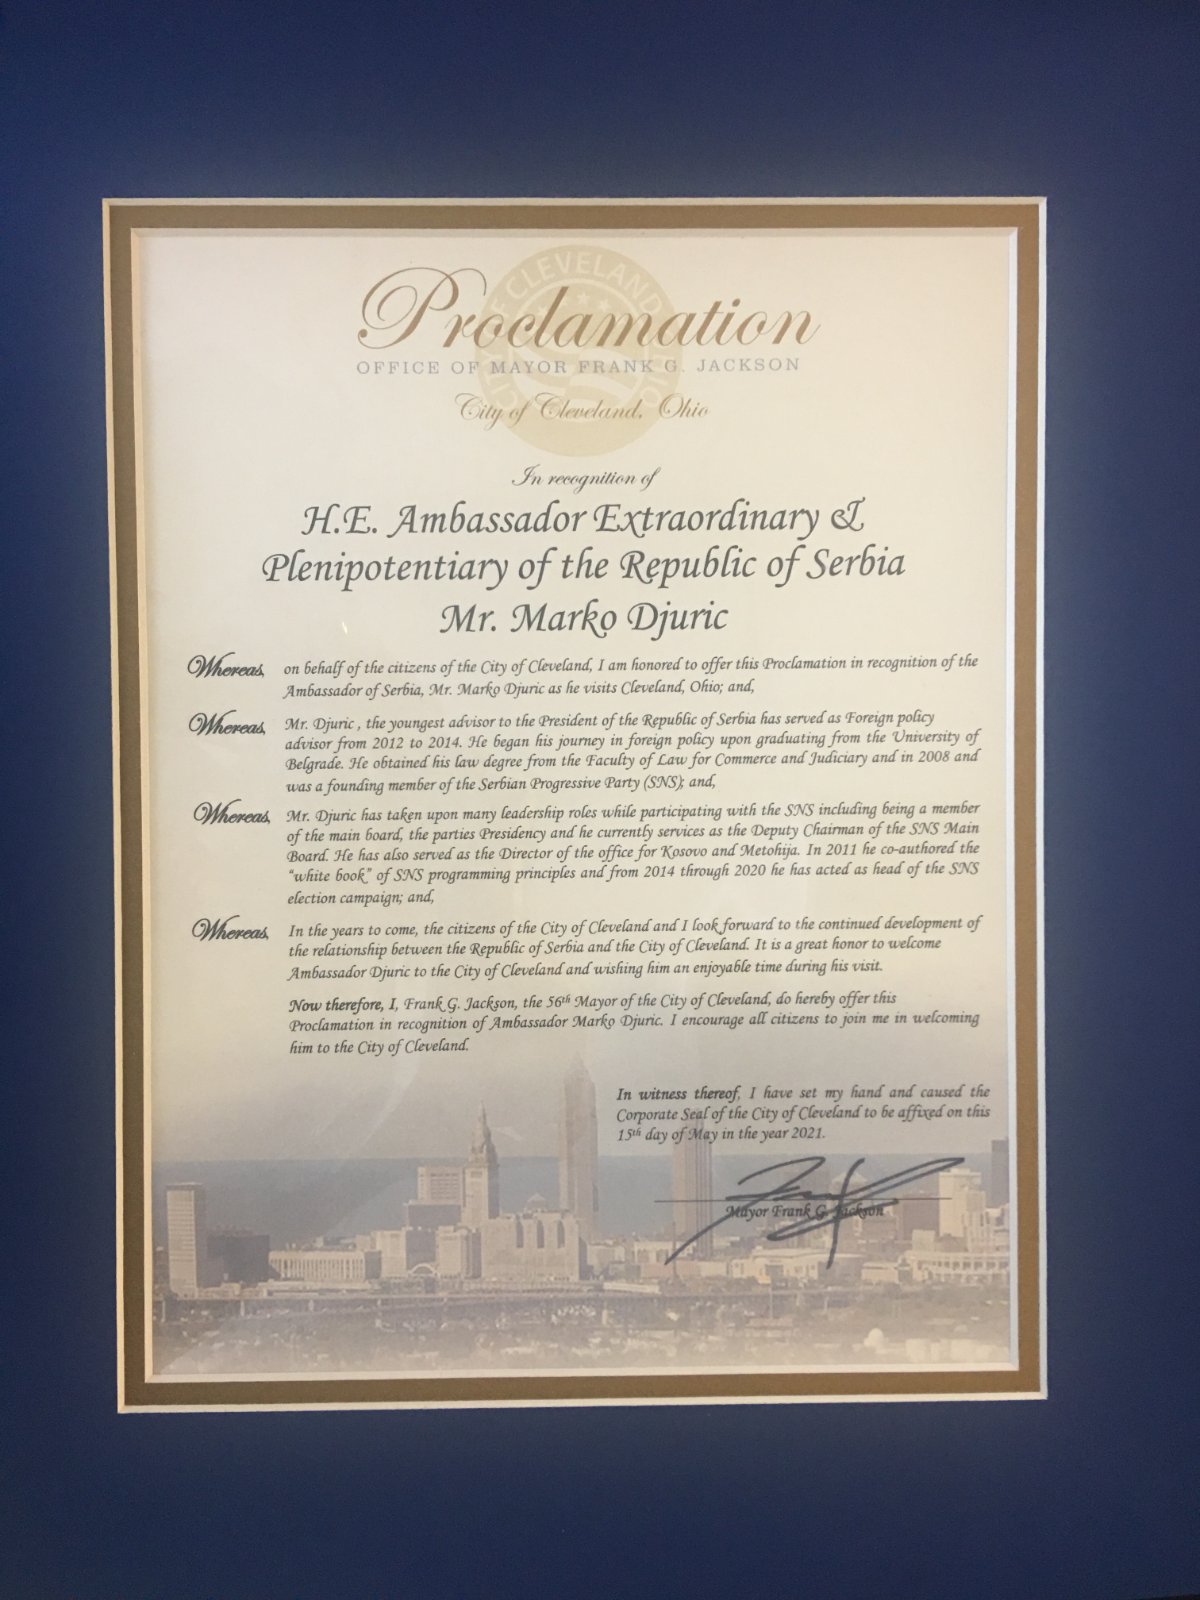 Proclamation
OFFICE OF MAYOR FRANK G. JACKSON
City of Cleveland, Ohio
In recognition of
H.E. Ambassador Extraordinary &
Plenipotentiary of the Republic of Serbia
Mr. Marko Djuric
Whereas, on behalf of the citizens of the City of Cleveland, I am honored to offer this Proclamation in recognition of the
Ambassador of Serbia, Mr. Marko Djuric as he visits Cleveland, Ohio; and,
Whereas, Mr. Djuric , the youngest advisor to the President of the Republic of Serbia has served as Foreign policy
advisor from 2012 to 2014. He began his journey in foreign policy upon graduating from the University of
Belgrade. He obtained his law degree from the Faculty of Law for Commerce and Judiciary and in 2008 and
was a founding member of the Serbian Progressive Party (SNS); and,
Whereas, Mr. Djuric has taken upon many leadership roles while participating with the SNS including being a member
of the main board, the parties Presidency and he currently services as the Deputy Chairman of the SNS Main
Board. He has also served as the Director of the office for Kosovo and Metohija. In 2011 he co-authored the
"white book" of SNS programming principles and from 2014 through 2020 he has acted as head of the SNS
election campaign; and,
Whereas, In the years to come, the citizens of the City of Cleveland and I look forward to the continued development of
the relationship between the Republic of Serbia and the City of Cleveland. It is a great honor to welcome
Ambassador Djuric to the City of Cleveland and wishing him an enjoyable time during his visit.
Now therefore, I, Frank G. Jackson, the 56th Mayor of the City of Cleveland, do hereby offer this
Proclamation in recognition of Ambassador Marko Djuric. I encourage all citizens to join me in welcoming
him to the City of Cleveland.
In witness thereof, I have set my hand and caused the
Corporate Seal of the City of Cleveland to be affixed on this
15th day of May in the year 2021.
Mayor Frank G. Jackson